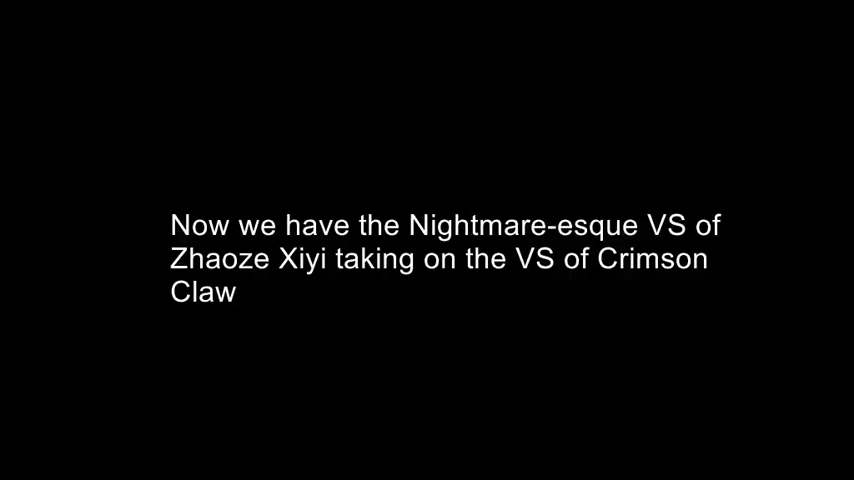 Now we have the Nightmare-esque VS of
Zhaoze Xiyi taking on the VS of Crimson
Claw